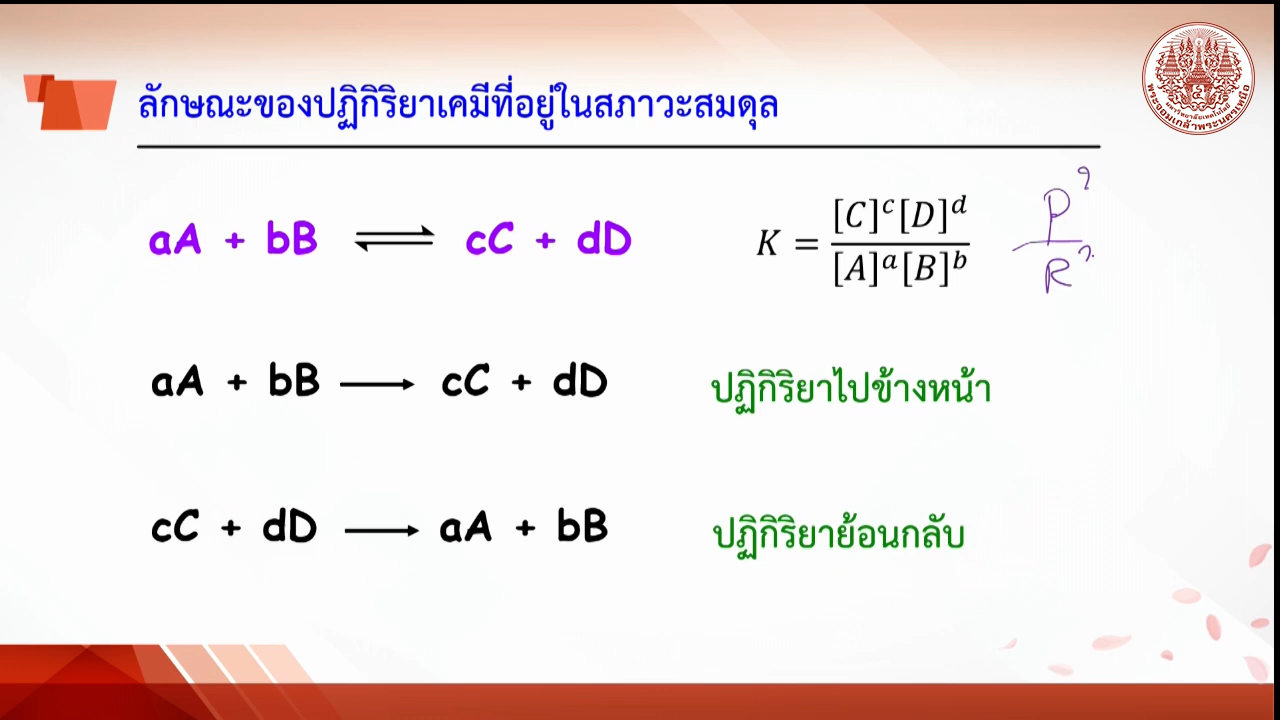 ลักษณะของปฏิกิริยาเคมีที่อยู่ในสภาวะสมดุล
aA + bB ⇌ cC + dD
K = [C]^c[D]^d / [A]^a[B]^b
P
R
aA + bB ⟶ cC + dD ปฏิกิริยาไปข้างหน้า
cC + dD ⟶ aA + bB ปฏิกิริยาย้อนกลับ